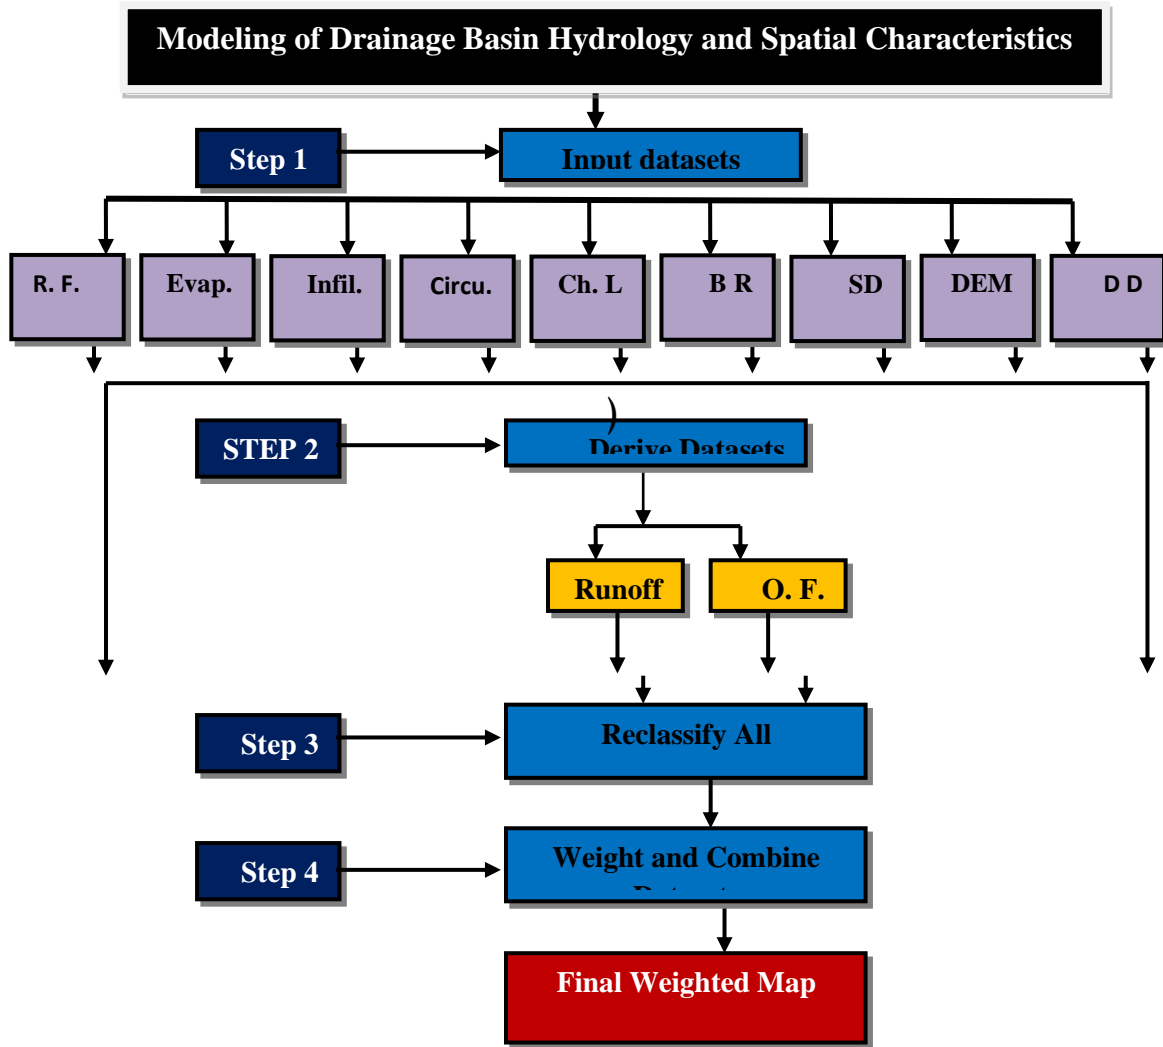 Modeling of Drainage Basin Hydrology and Spatial Characteristics
Step 1
Input datasets
R. F.
Evap.
Infil.
Circu.
Ch. L
B R
SD
DEM
D D
)
STEP 2
Derive Datasets
Runoff
O. F.
Step 3
Reclassify All
Step 4
Weight and Combine
Final Weighted Map